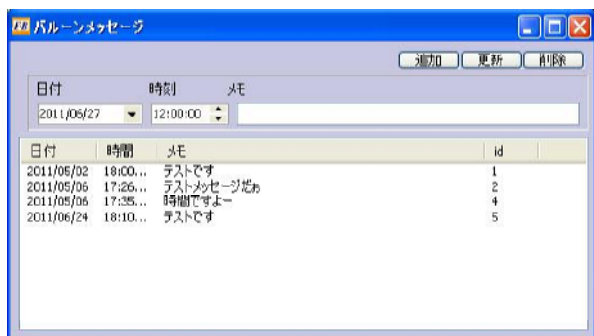 バルーンメッセージ
追加 更新 削除
日付 時刻 メモ
2011/06/27 12:00:00
日付 時間 メモ id
2011/05/02 18:00... テストです 1
2011/05/06 17:26... テストメッセージだぉ 2
2011/05/06 17:35... 時間ですよー 4
2011/06/24 18:10... テストです 5